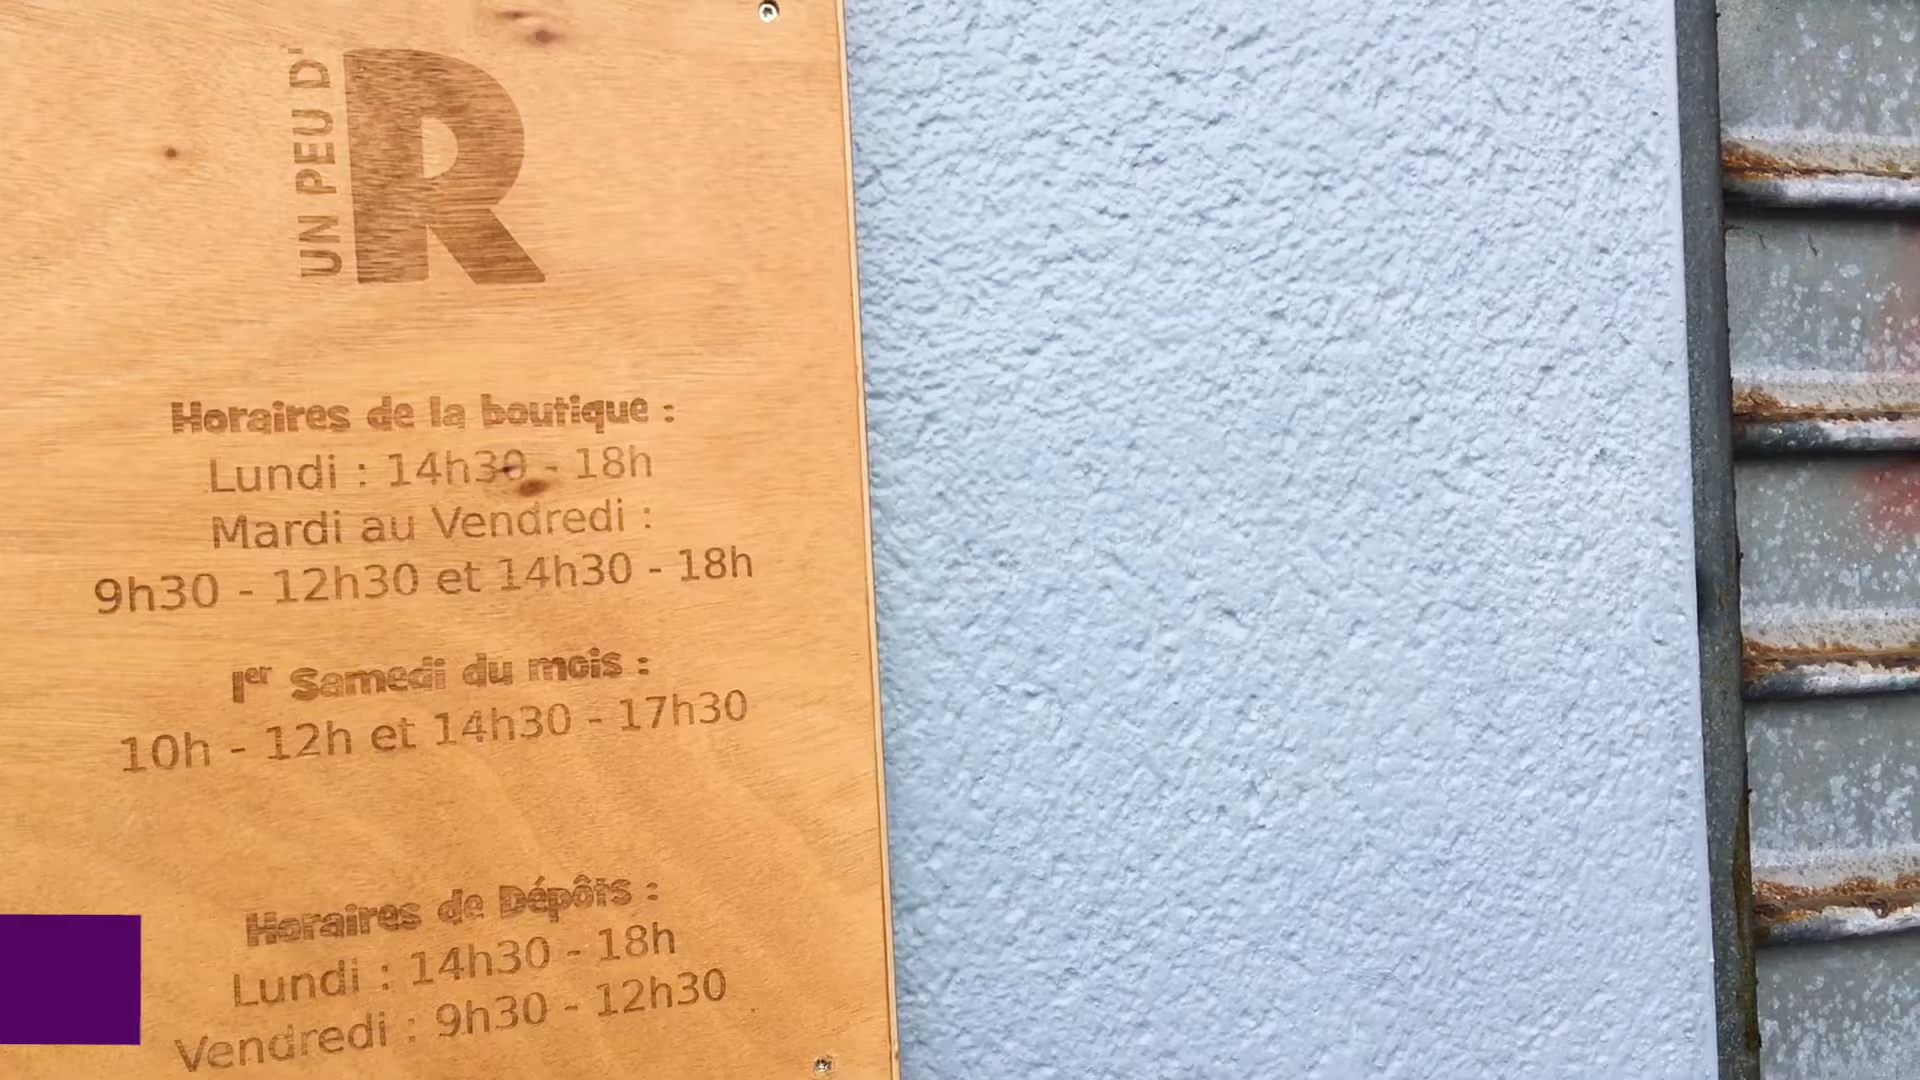 UN PEU D'
R
Horaires de la boutique :
Lundi : 14h30 - 18h
Mardi au Vendredi :
9h30 - 12h30 et 14h30 - 18h
1er Samedi du mois :
10h - 12h et 14h30 - 17h30
Horaires de Dépôts :
Lundi : 14h30 - 18h
Vendredi : 9h30 - 12h30